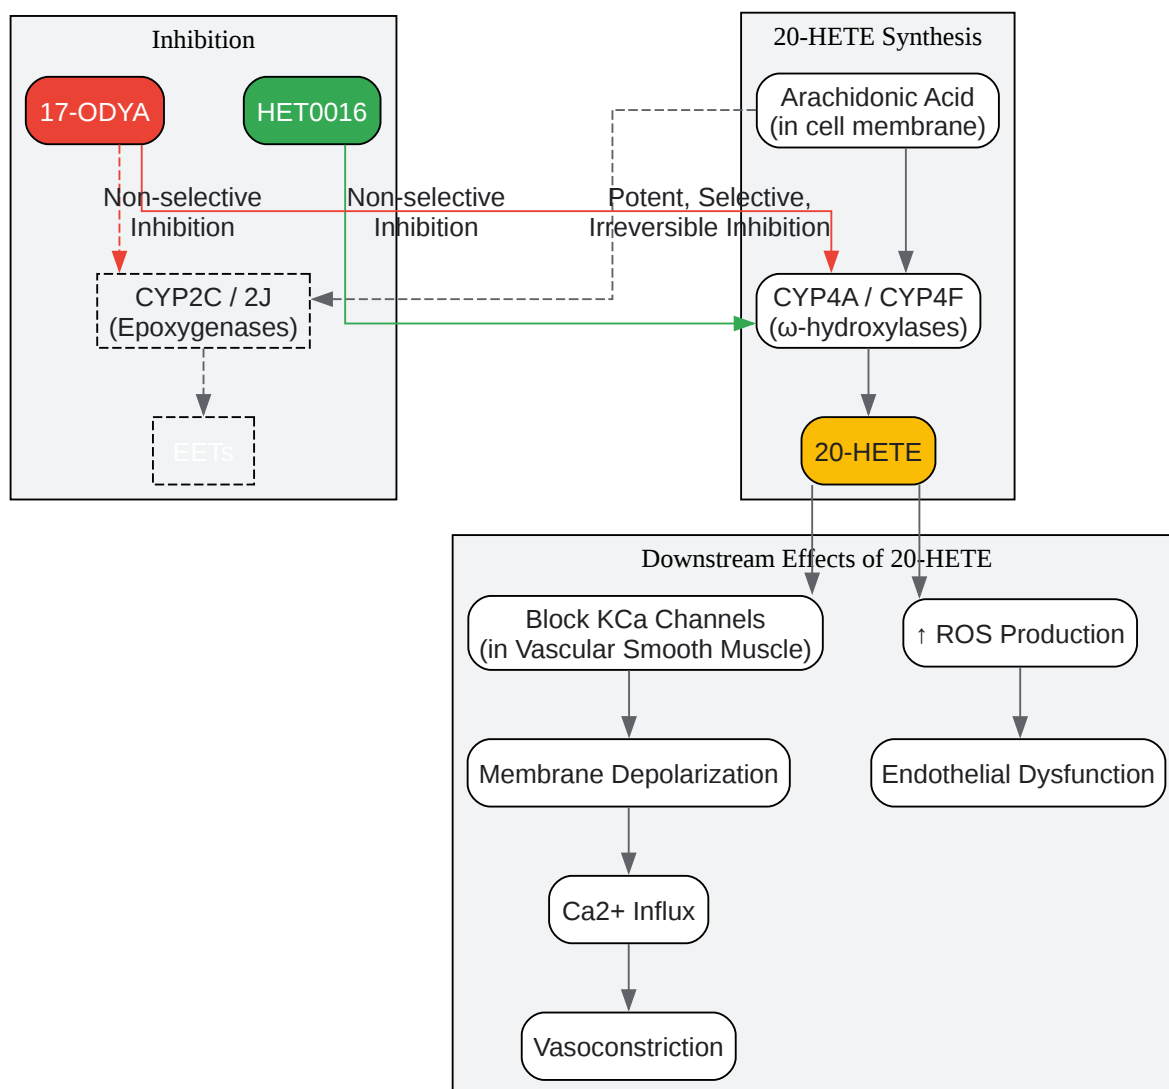 Inhibition
17-ODYA
HET0016
Non-selective
Inhibition
Non-selective
Inhibition
CYP2C / 2J
(Epoxygenases)
EETs
20-HETE Synthesis
Arachidonic Acid
(in cell membrane)
Potent, Selective,
Irreversible Inhibition
CYP4A / CYP4F
(ω-hydroxylases)
20-HETE
Downstream Effects of 20-HETE
Block KCa Channels
(in Vascular Smooth Muscle)
↑ ROS Production
Membrane Depolarization
Endothelial Dysfunction
Ca2+ Influx
Vasoconstriction